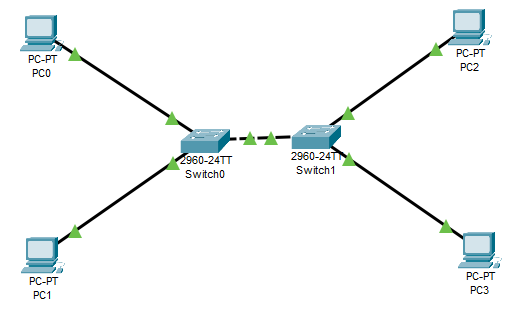 PC-PT
PC0
PC-PT
PC2
2960-24TT
Switch0
2960-24TT
Switch1
PC-PT
PC1
PC-PT
PC3